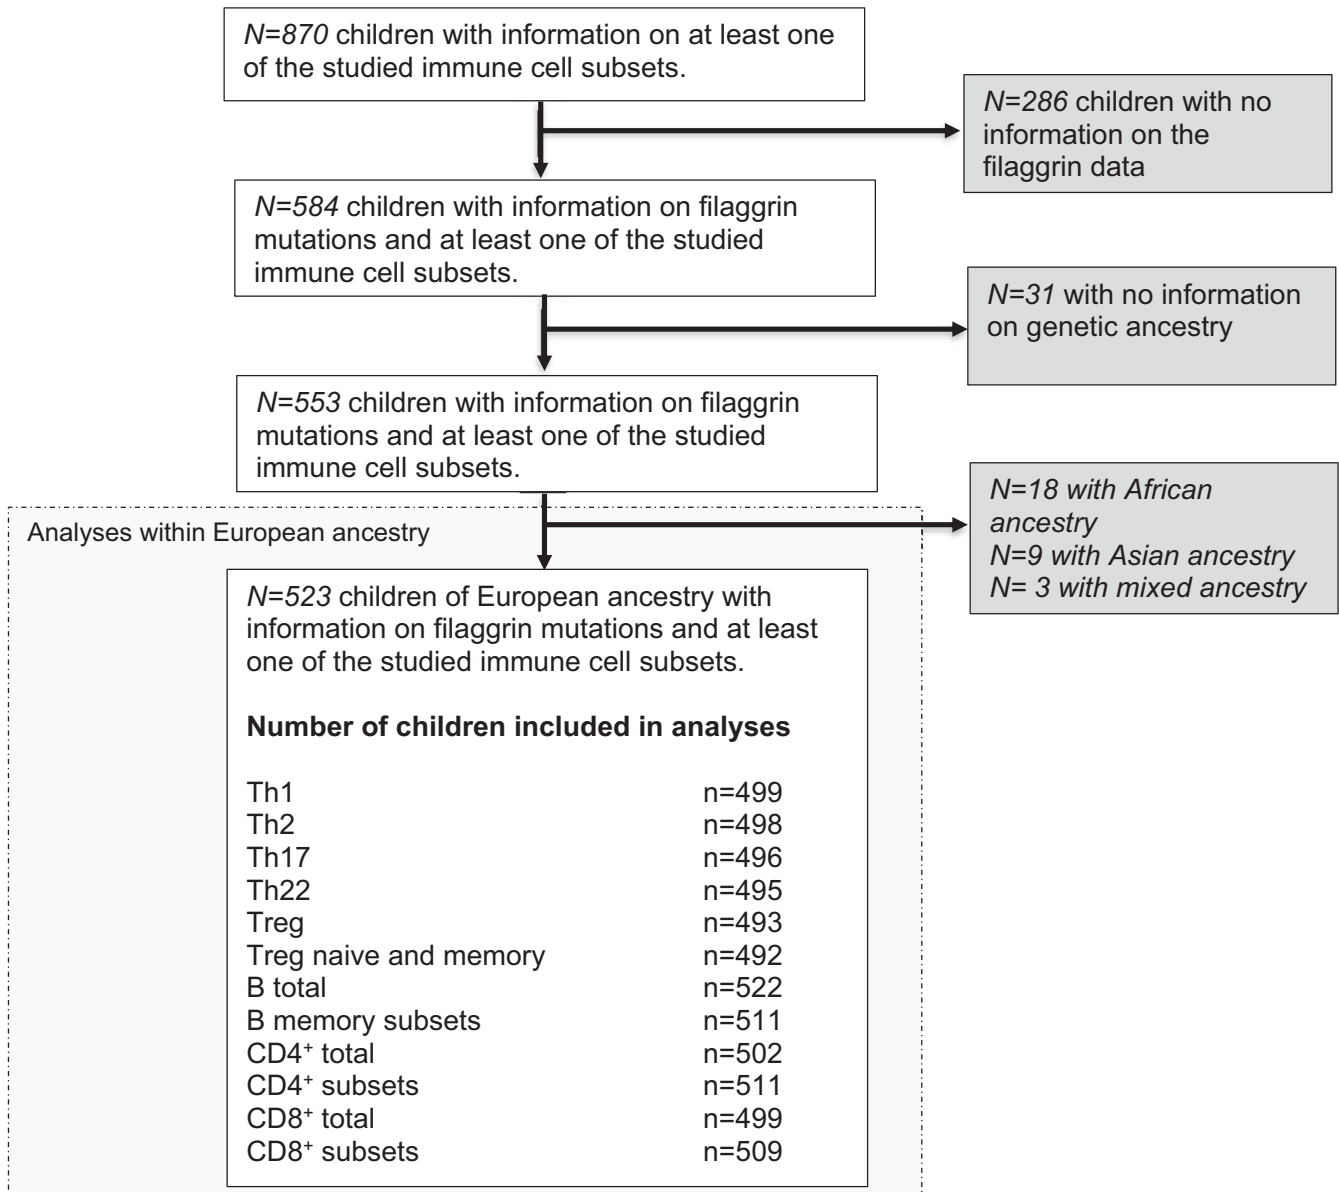 N=870 children with information on at least one
of the studied immune cell subsets.
N=286 children with no
information on the
filaggrin data
N=584 children with information on filaggrin
mutations and at least one of the studied
immune cell subsets.
N=31 with no information
on genetic ancestry
N=553 children with information on filaggrin
mutations and at least one of the studied
immune cell subsets.
N=18 with African
ancestry
N=9 with Asian ancestry
N= 3 with mixed ancestry
Analyses within European ancestry
N=523 children of European ancestry with
information on filaggrin mutations and at least
one of the studied immune cell subsets.
Number of children included in analyses
Th1 n=499
Th2 n=498
Th17 n=496
Th22 n=495
Treg n=493
Treg naive and memory n=492
B total n=522
B memory subsets n=511
CD4⁺ total n=502
CD4⁺ subsets n=511
CD8⁺ total n=499
CD8⁺ subsets n=509